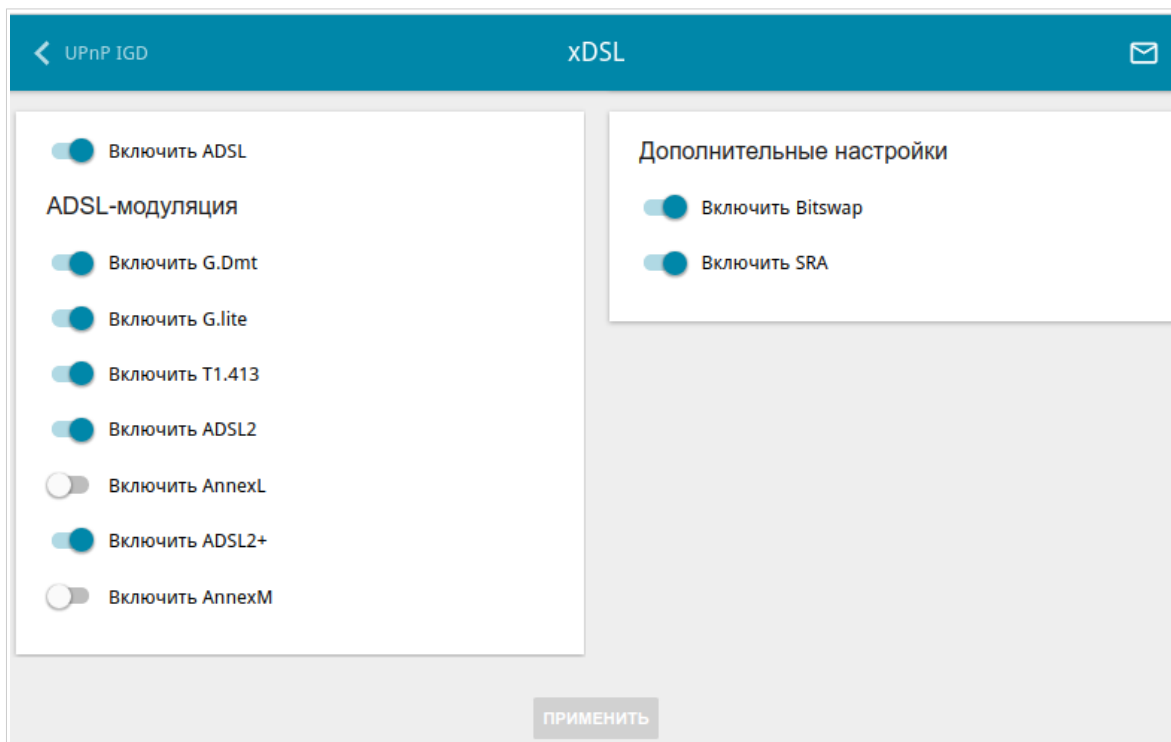 UPnP IGD
xDSL
Включить ADSL
ADSL-модуляция
Включить G.Dmt
Включить G.lite
Включить T1.413
Включить ADSL2
Включить AnnexL
Включить ADSL2+
Включить AnnexM
Дополнительные настройки
Включить Bitswap
Включить SRA
ПРИМЕНИТЬ